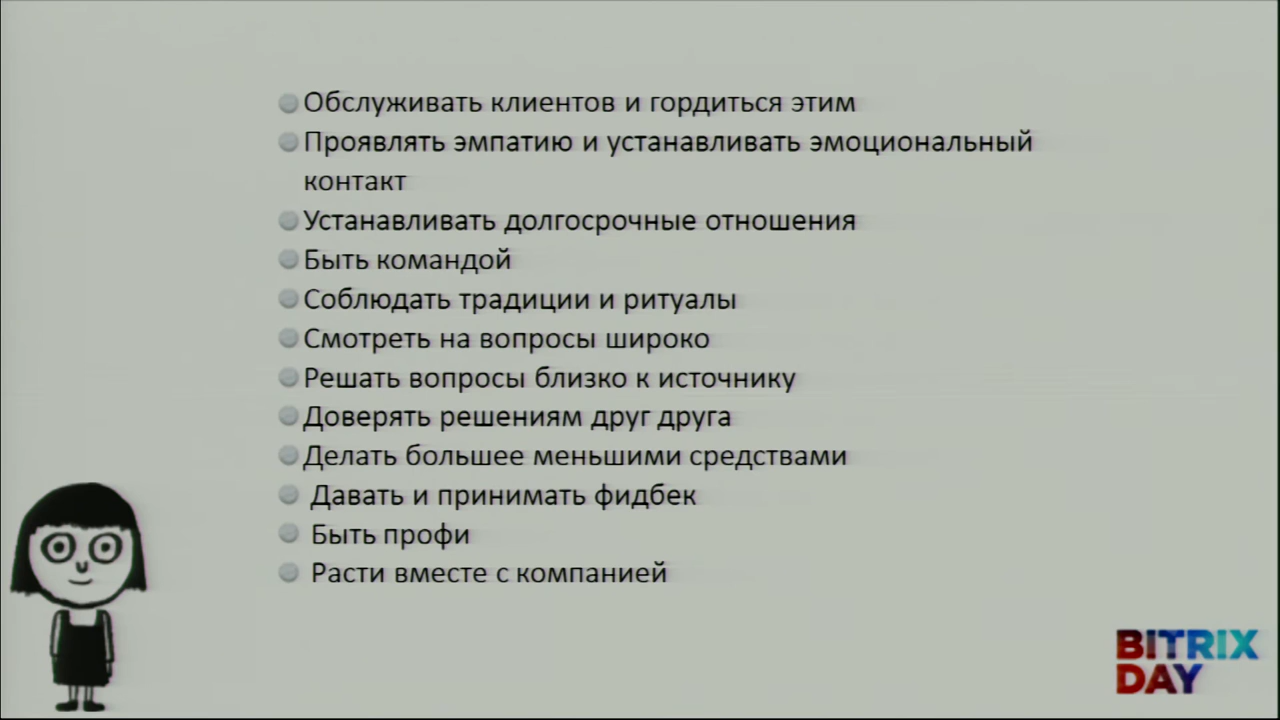 Обслуживать клиентов и гордиться этим
Проявлять эмпатию и устанавливать эмоциональный
контакт
Устанавливать долгосрочные отношения
Быть командой
Соблюдать традиции и ритуалы
Смотреть на вопросы широко
Решать вопросы близко к источнику
Доверять решениям друг друга
Делать большее меньшими средствами
Давать и принимать фидбек
Быть профи
Расти вместе с компанией
BITRIX
DAY